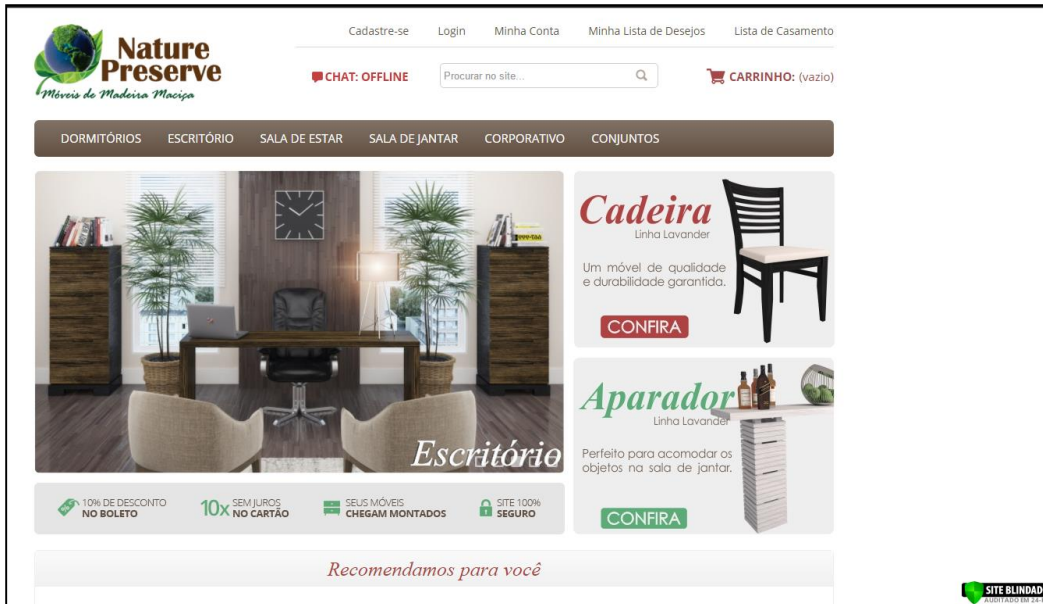 Nature
Preserve
Móveis de Madeira Maciça
Cadastre-se Login Minha Conta Minha Lista de Desejos Lista de Casamento
CHAT: OFFLINE
Procurar no site...
CARRINHO: (vazio)
DORMITÓRIOS ESCRITÓRIO SALA DE ESTAR SALA DE JANTAR CORPORATIVO CONJUNTOS
Escritório
Cadeira
Linha Lavander
Um móvel de qualidade
e durabilidade garantida.
CONFIRA
Aparador
Linha Lavander
Perfeito para acomodar os
objetos na sala de jantar.
CONFIRA
10% DE DESCONTO
NO BOLETO
10x SEM JUROS
NO CARTÃO
SEUS MÓVEIS
CHEGAM MONTADOS
SITE 100%
SEGURO
Recomendamos para você
SITE BLINDAD
AUDITADO EM 24-